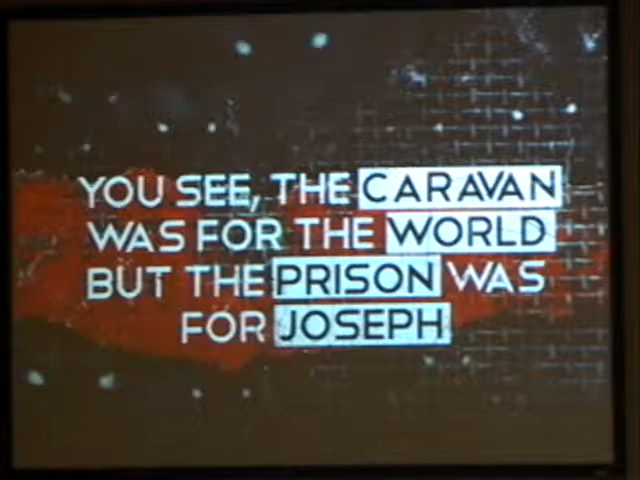 YOU SEE, THE CARAVAN
WAS FOR THE WORLD
BUT THE PRISON WAS
FOR JOSEPH